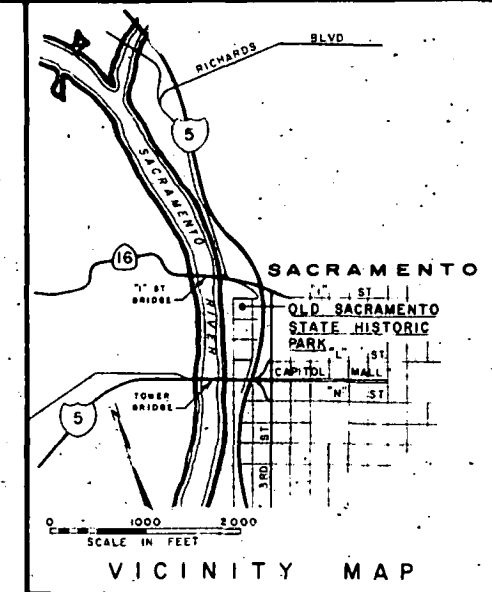 RICHARDS BLVD
5
SACRAMENTO
RIVER
16
"I" ST
BRIDGE
SACRAMENTO
"I" ST
OLD SACRAMENTO
STATE HISTORIC
PARK
"L" ST
CAPITOL MALL
"N" ST
TOWER
BRIDGE
5
3RD ST
N
0 1000 2000
SCALE IN FEET
VICINITY MAP